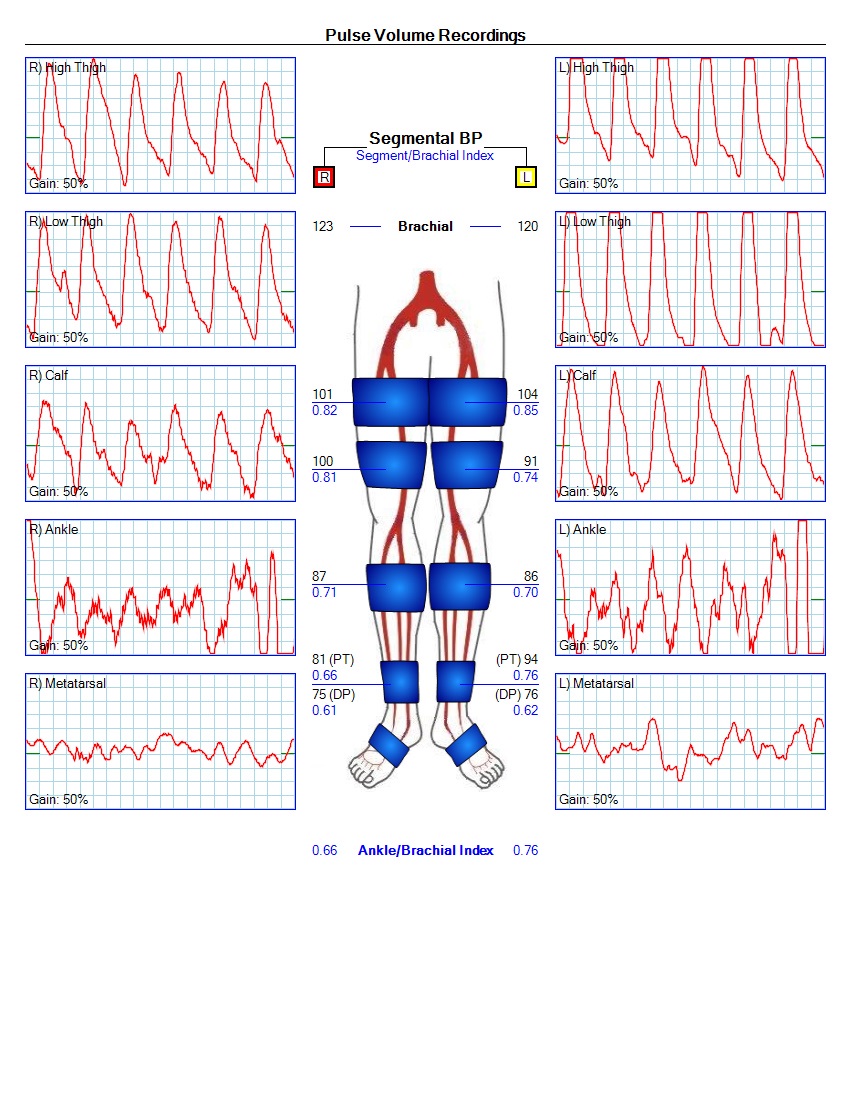 Pulse Volume Recordings
R) High Thigh
Gain: 50%
R) Low Thigh
Gain: 50%
R) Calf
Gain: 50%
R) Ankle
Gain: 50%
R) Metatarsal
Gain: 50%
Segmental BP
Segment/Brachial Index
R
L
123 Brachial 120
101 104
0.82 0.85
100 91
0.81 0.74
87 86
0.71 0.70
81 (PT) (PT) 94
0.66 0.76
75 (DP) (DP) 76
0.61 0.62
0.66 Ankle/Brachial Index 0.76
L) High Thigh
Gain: 50%
L) Low Thigh
Gain: 50%
L) Calf
Gain: 50%
L) Ankle
Gain: 50%
L) Metatarsal
Gain: 50%